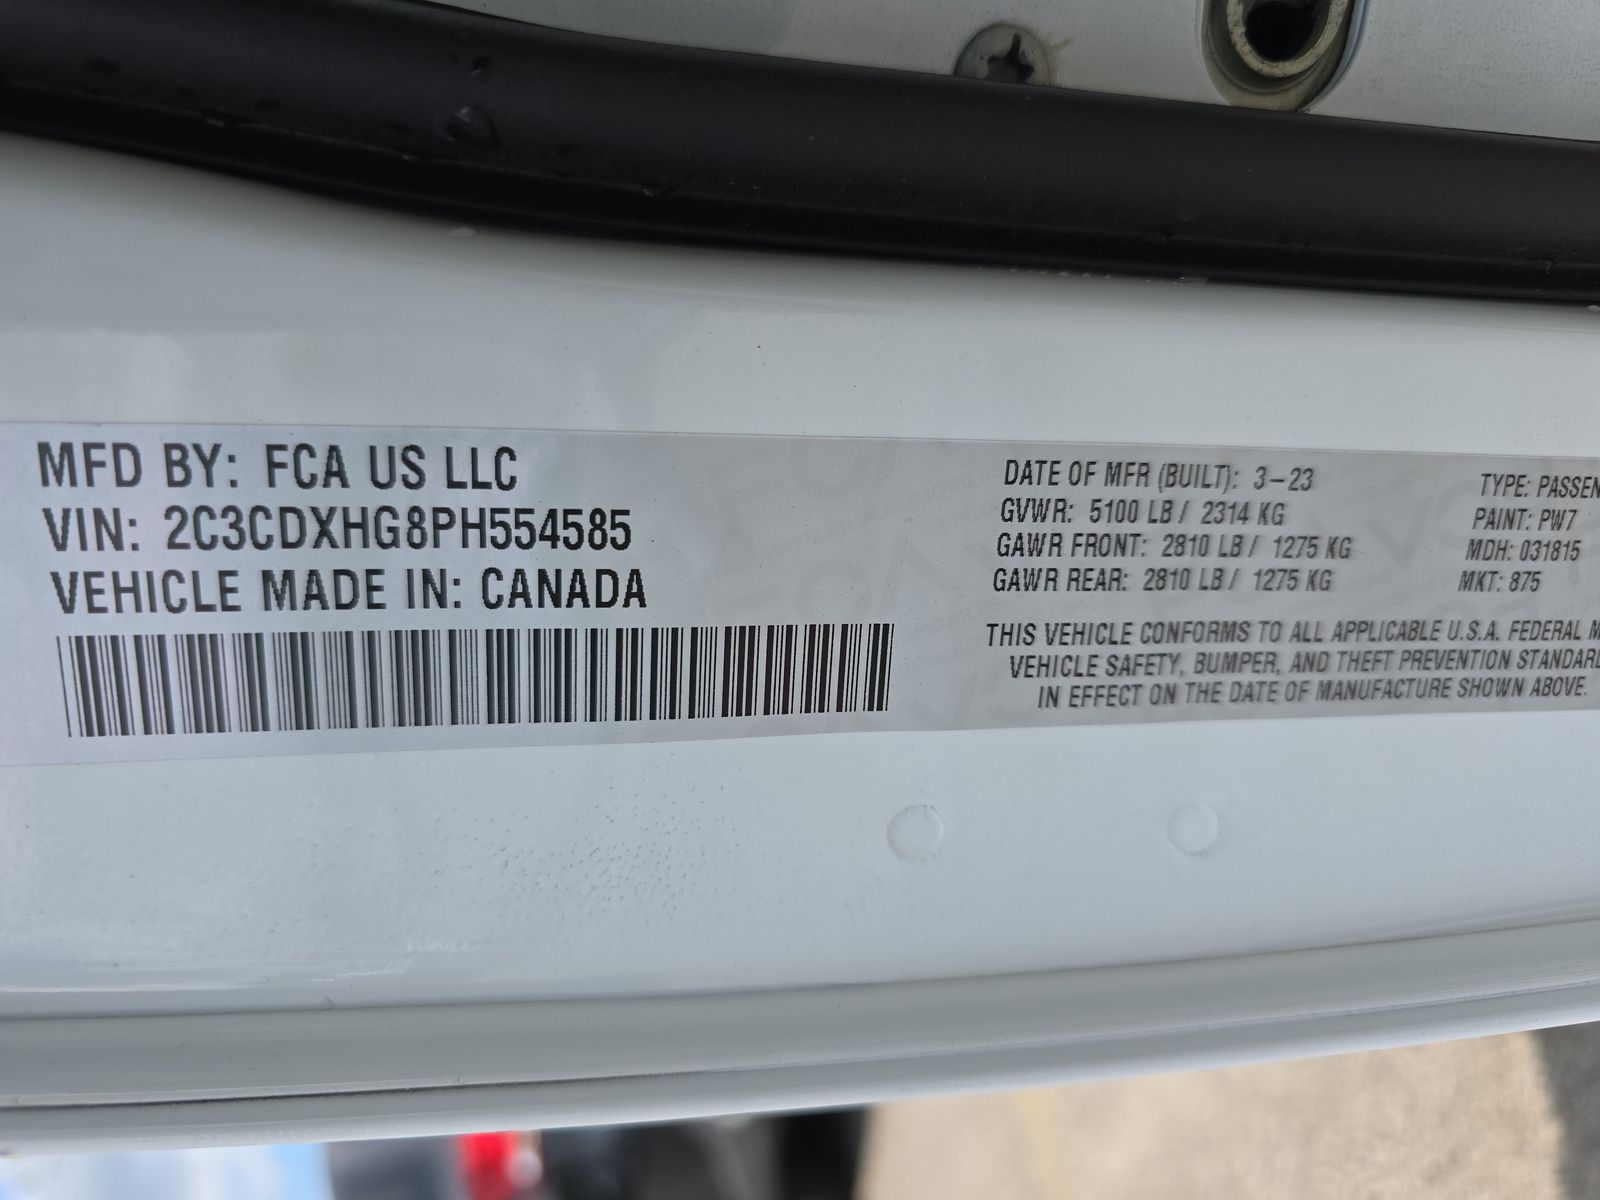 MFD BY: FCA US LLC
VIN: 2C3CDXHG8PH554585
VEHICLE MADE IN: CANADA
DATE OF MFR (BUILT): 3-23
GVWR: 5100 LB / 2314 KG
GAWR FRONT: 2810 LB / 1275 KG
GAWR REAR: 2810 LB / 1275 KG
TYPE: PASSEN
PAINT: PW7
MDH: 031815
MKT: 875
THIS VEHICLE CONFORMS TO ALL APPLICABLE U.S.A. FEDERAL M
VEHICLE SAFETY, BUMPER, AND THEFT PREVENTION STANDARD
IN EFFECT ON THE DATE OF MANUFACTURE SHOWN ABOVE.